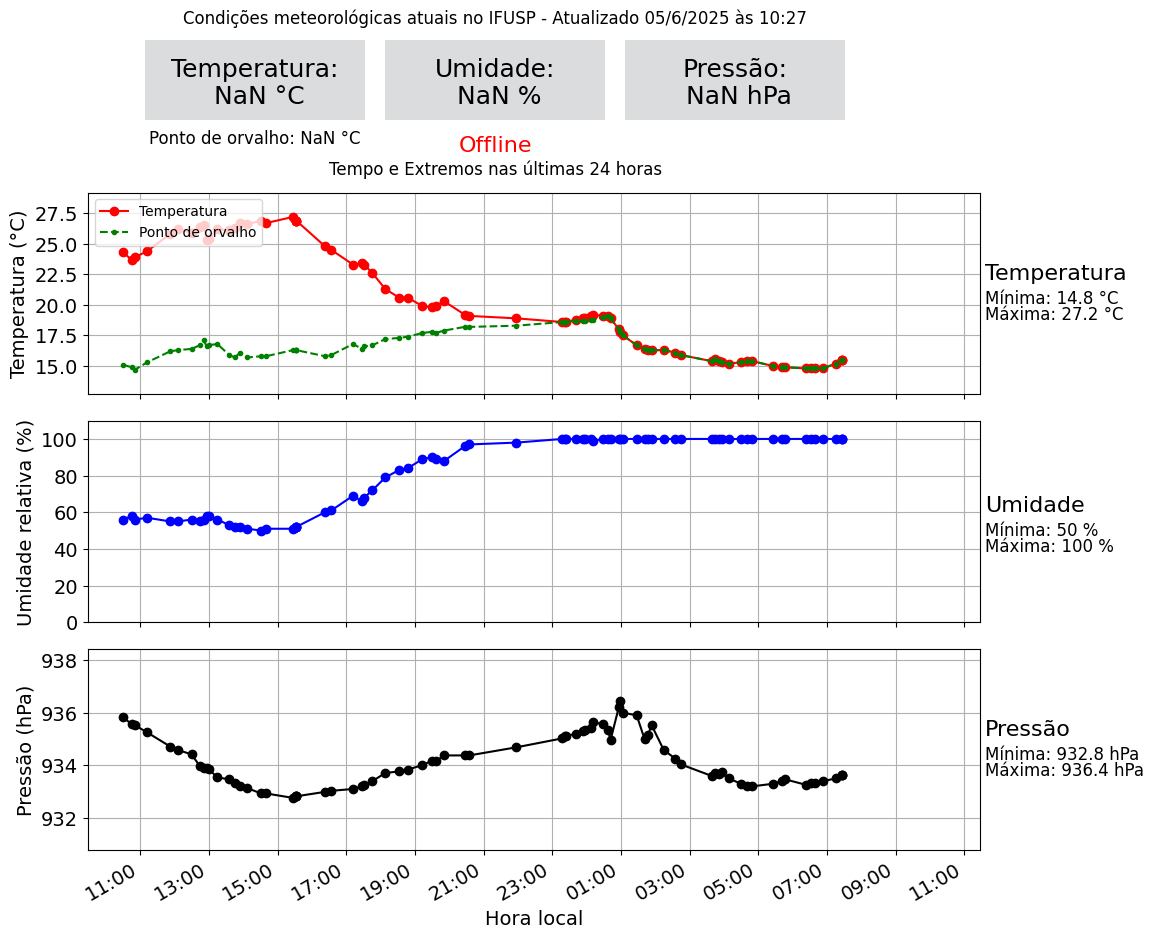 Condições meteorológicas atuais no IFUSP - Atualizado 05/6/2025 às 10:27
Temperatura:
NaN °C
Umidade:
NaN %
Pressão:
NaN hPa
Ponto de orvalho: NaN °C
Offline
Tempo e Extremos nas últimas 24 horas
Temperatura (°C)
27.5
25.0
22.5
20.0
17.5
15.0
Temperatura
Ponto de orvalho
Temperatura
Mínima: 14.8 °C
Máxima: 27.2 °C
Umidade relativa (%)
100
80
60
40
20
0
Umidade
Mínima: 50 %
Máxima: 100 %
Pressão (hPa)
938
936
934
932
Pressão
Mínima: 932.8 hPa
Máxima: 936.4 hPa
11:00 13:00 15:00 17:00 19:00 21:00 23:00 01:00 03:00 05:00 07:00 09:00 11:00
Hora local